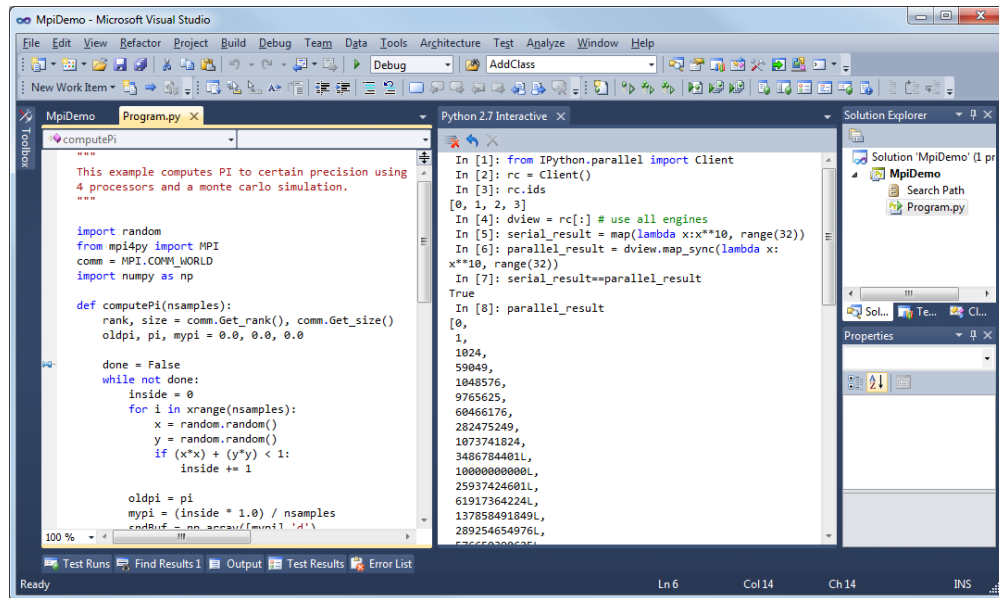 MpiDemo - Microsoft Visual Studio
File Edit View Refactor Project Build Debug Team Data Tools Architecture Test Analyze Window Help
Debug AddClass
New Work Item
Toolbox
MpiDemo Program.py
computePi
"""
This example computes PI to certain precision using
4 processors and a monte carlo simulation.
"""
import random
from mpi4py import MPI
comm = MPI.COMM_WORLD
import numpy as np
def computePi(nsamples):
rank, size = comm.Get_rank(), comm.Get_size()
oldpi, pi, mypi = 0.0, 0.0, 0.0
done = False
while not done:
inside = 0
for i in xrange(nsamples):
x = random.random()
y = random.random()
if (x*x) + (y*y) < 1:
inside += 1
oldpi = pi
mypi = (inside * 1.0) / nsamples
sndBuf = np.array([mypi], 'd')
100 %
Python 2.7 Interactive
In [1]: from IPython.parallel import Client
In [2]: rc = Client()
In [3]: rc.ids
[0, 1, 2, 3]
In [4]: dview = rc[:] # use all engines
In [5]: serial_result = map(lambda x:x**10, range(32))
In [6]: parallel_result = dview.map_sync(lambda x:
x**10, range(32))
In [7]: serial_result==parallel_result
True
In [8]: parallel_result
[0,
1,
1024,
59049,
1048576,
9765625,
60466176,
282475249,
1073741824,
3486784401L,
10000000000L,
25937424601L,
61917364224L,
137858491849L,
289254654976L,
576650390625L,
Solution Explorer
Solution 'MpiDemo' (1 pr
MpiDemo
Search Path
Program.py
Sol... Te... Cl...
Properties
Test Runs Find Results 1 Output Test Results Error List
Ready Ln 6 Col 14 Ch 14 INS